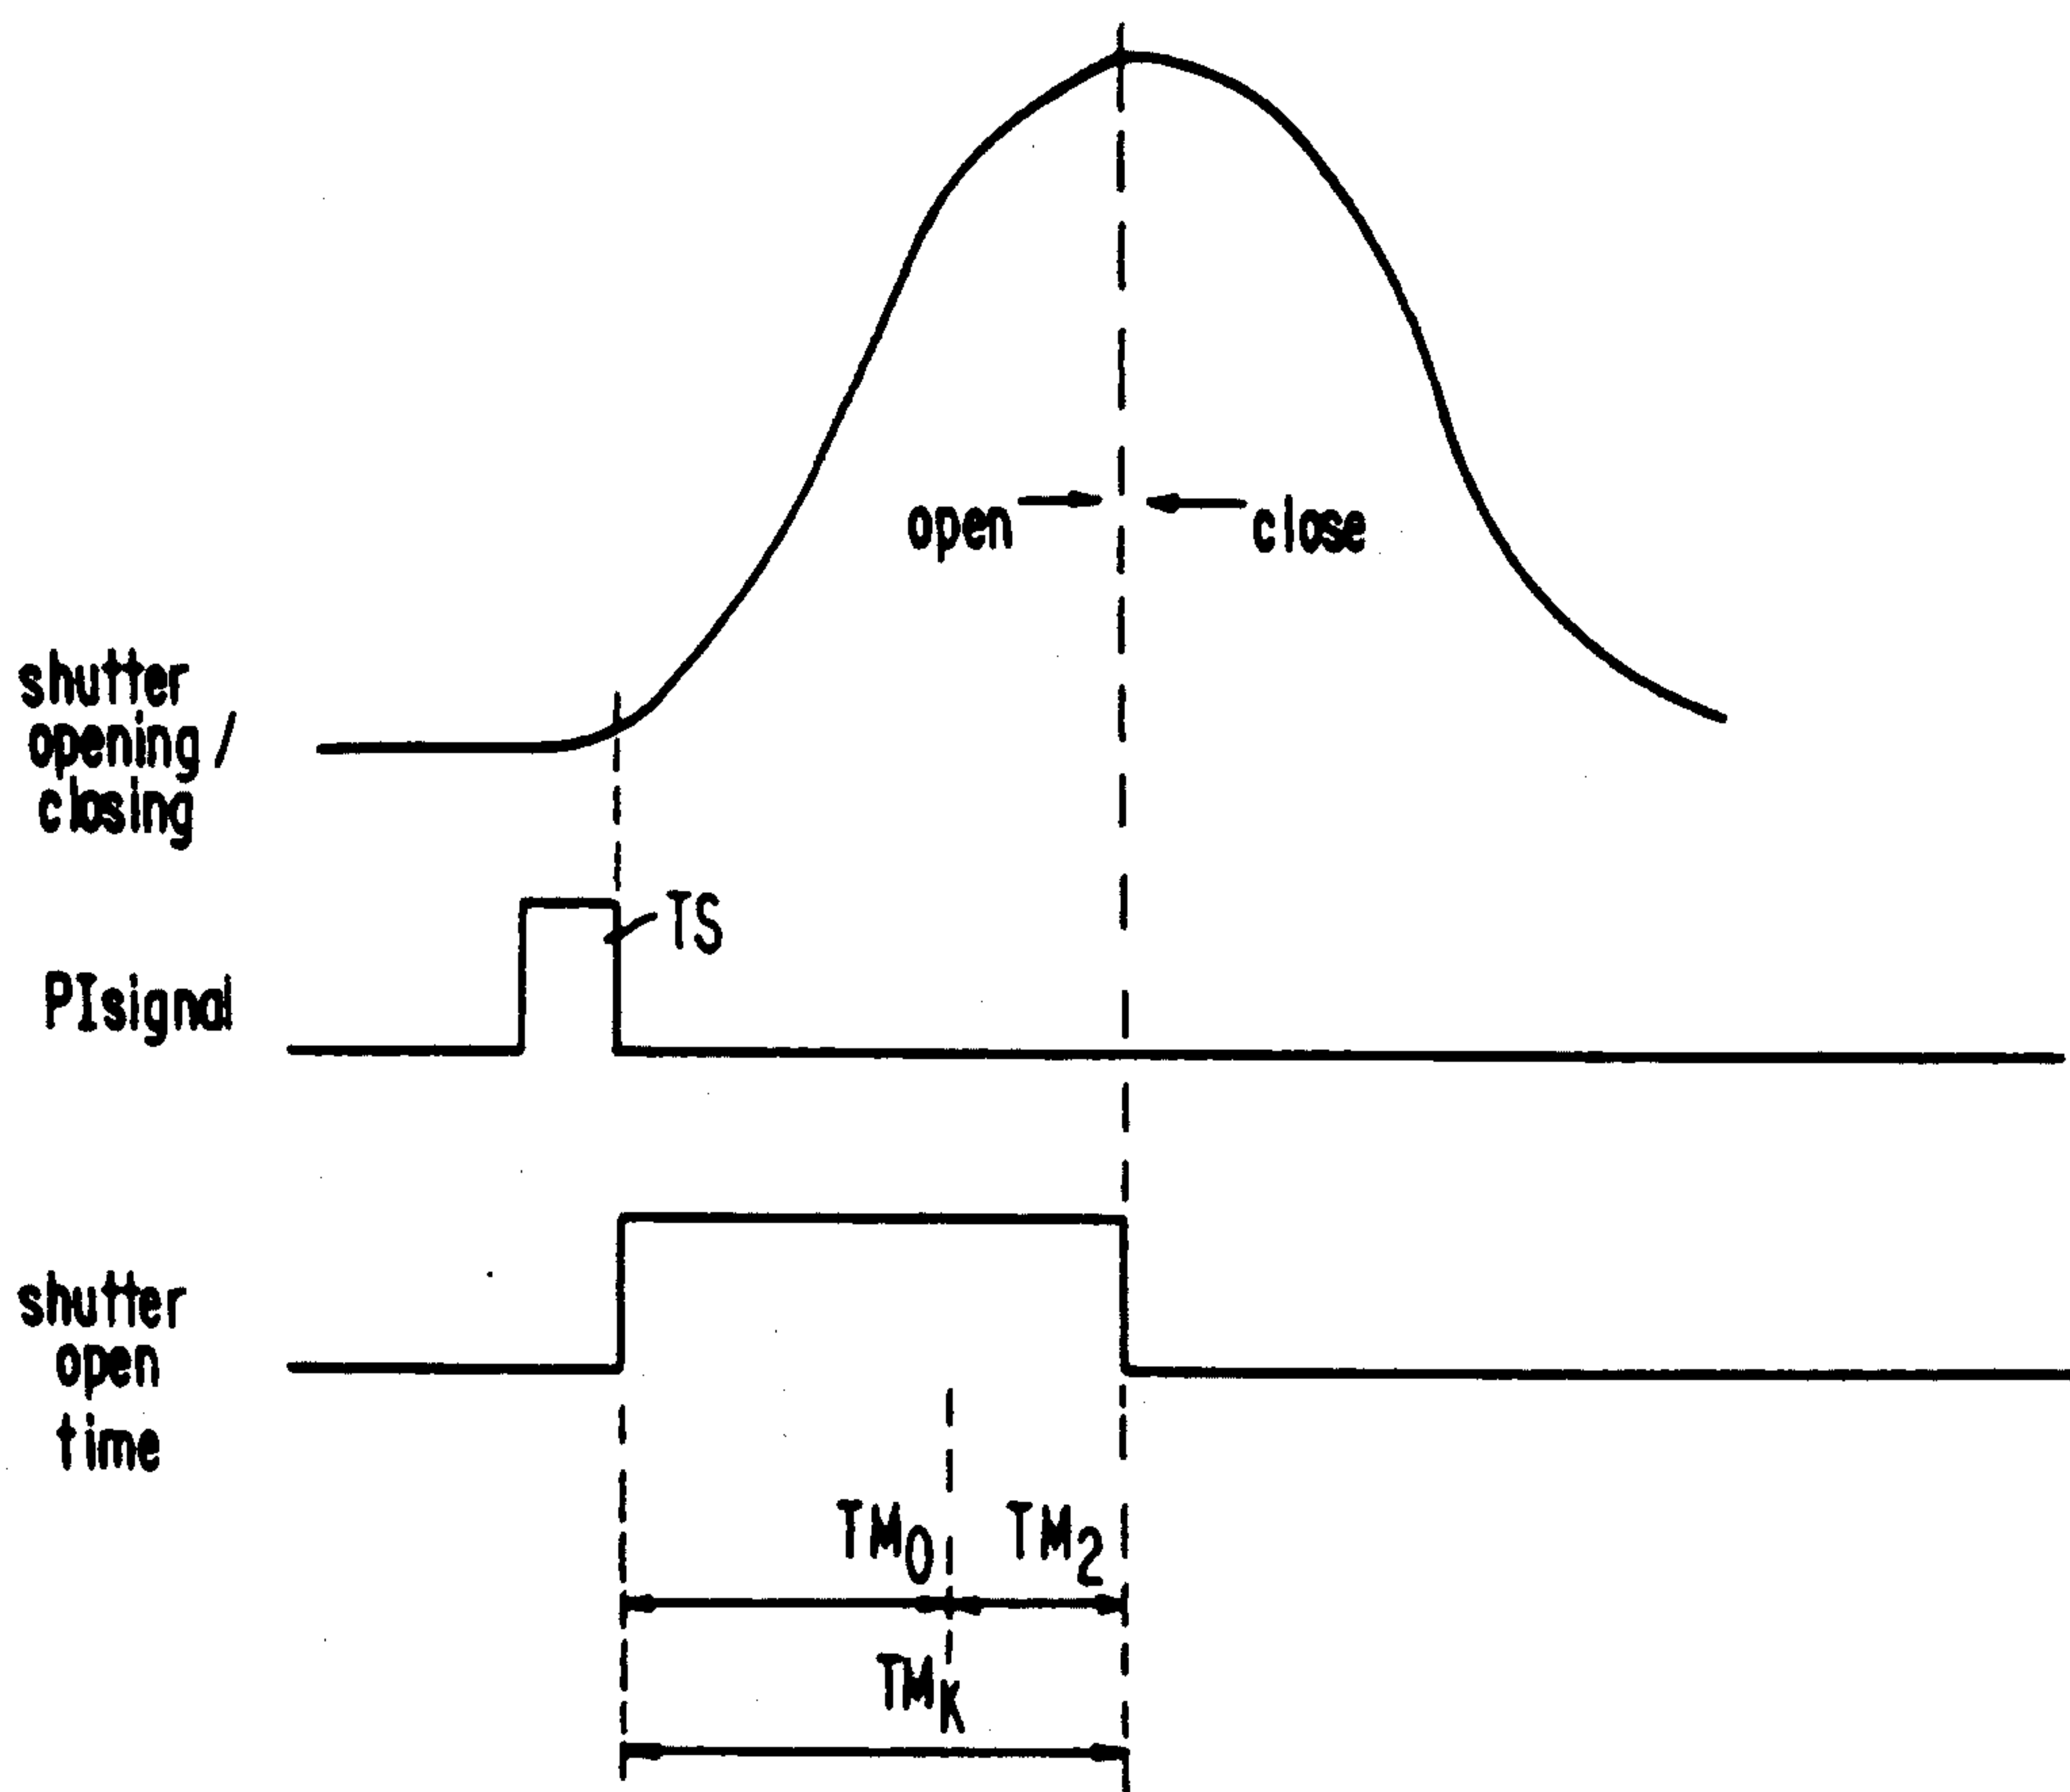 open
close
shutter
opening /
closing
TS
PIsignal
shutter
open
time
TM0
TM2
TMK